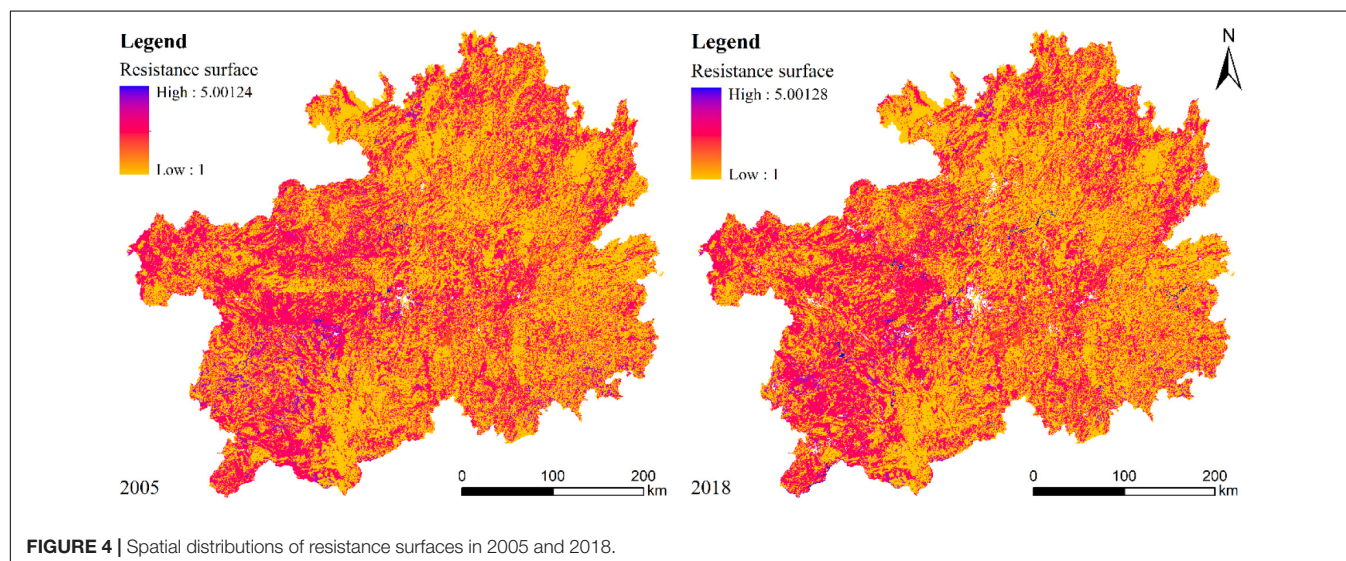 Legend
Resistance surface
High : 5.00124
Low : 1
2005
0 100 200
km
Legend
Resistance surface
High : 5.00128
Low : 1
N
2018
0 100 200
km
FIGURE 4 | Spatial distributions of resistance surfaces in 2005 and 2018.